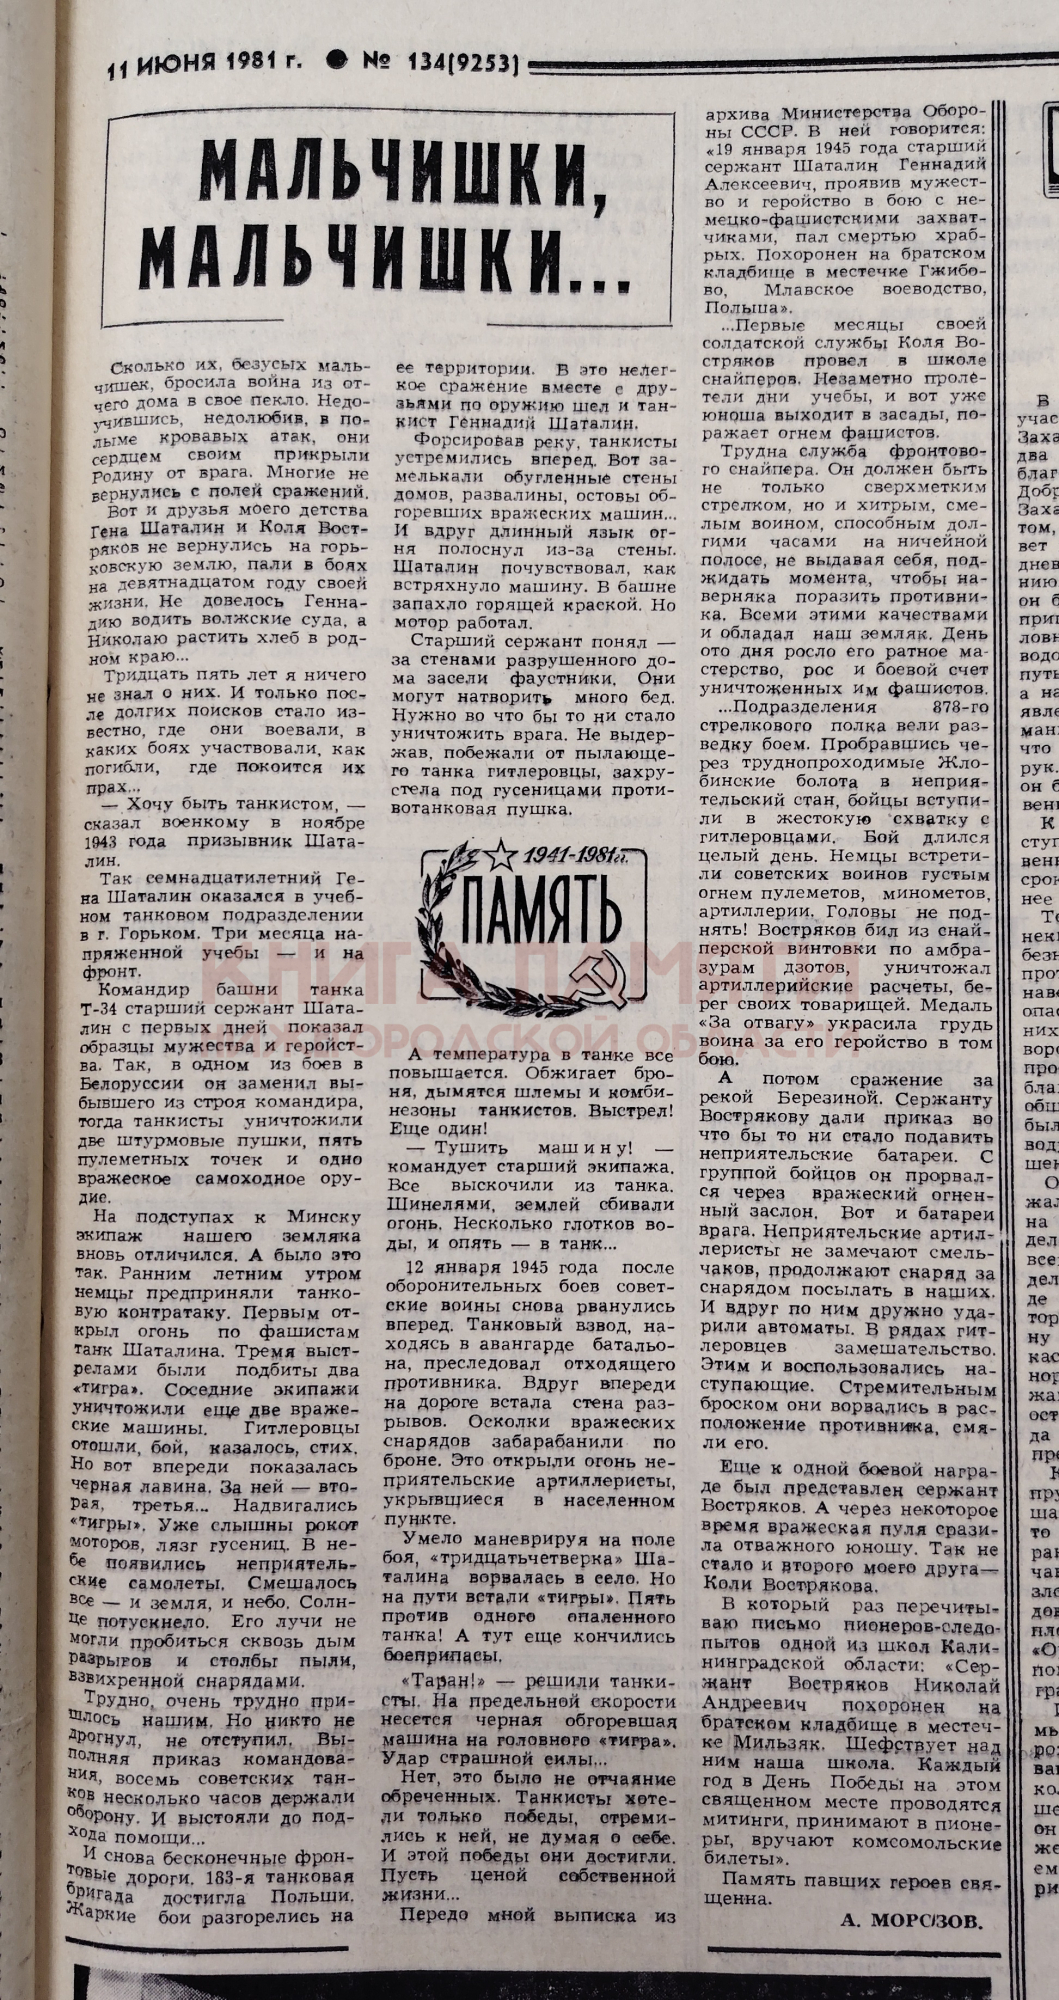 11 ИЮНЯ 1981 г. ● № 134(9253)
МАЛЬЧИШКИ,
МАЛЬЧИШКИ...
Сколько их, безусых маль-
чишек, бросила война из от-
чего дома в свое пекло. Недо-
учившись, недолюбив, в по-
лыме кровавых атак, они
сердцем своим прикрыли
Родину от врага. Многие не
вернулись с полей сражений.
Вот и друзья моего детства
Гена Шаталин и Коля Вост-
ряков не вернулись на горь-
ковскую землю, пали в боях
на девятнадцатом году своей
жизни. Не довелось Генна-
дию водить волжские суда, а
Николаю растить хлеб в род-
ном краю...
Тридцать пять лет я ничего
не знал о них. И только пос-
ле долгих поисков стало из-
вестно, где они воевали, в
каких боях участвовали, как
погибли, где покоится их
прах...
— Хочу быть танкистом, —
сказал военкому в ноябре
1943 года призывник Шата-
лин.
Так семнадцатилетний Ге-
на Шаталин оказался в учеб-
ном танковом подразделении
в г. Горьком. Три месяца на-
пряженной учебы — и на
фронт.
Командир башни танка
Т-34 старший сержант Шата-
лин с первых дней показал
образцы мужества и геройст-
ва. Так, в одном из боев в
Белоруссии он заменил вы-
бывшего из строя командира,
тогда танкисты уничтожили
две штурмовые пушки, пять
пулеметных точек и одно
вражеское самоходное ору-
дие.
На подступах к Минску
экипаж нашего земляка
вновь отличился. А было это
так. Ранним летним утром
немцы предприняли танко-
вую контратаку. Первым от-
крыл огонь по фашистам
танк Шаталина. Тремя выст-
релами были подбиты два
«тигра». Соседние экипажи
уничтожили еще две враже-
ские машины. Гитлеровцы
отошли, бой, казалось, стих.
Но вот впереди показалась
черная лавина. За ней — вто-
рая, третья... Надвигались
«тигры». Уже слышны рокот
моторов, лязг гусениц. В не-
бе появились неприятель-
ские самолеты. Смешалось
все — и земля, и небо. Солн-
це потускнело. Его лучи не
могли пробиться сквозь дым
разрывов и столбы пыли,
взвихренной снарядами.
Трудно, очень трудно при-
шлось нашим. Но никто не
дрогнул, не отступил. Вы-
полняя приказ командова-
ния, восемь советских тан-
ков несколько часов держали
оборону. И выстояли до под-
хода помощи...
И снова бесконечные фрон-
товые дороги. 183-я танковая
бригада достигла Польши.
Жаркие бои разгорелись на
ее территории. В это нелег-
кое сражение вместе с дру-
зьями по оружию шел и тан-
кист Геннадий Шаталин.
Форсировав реку, танкисты
устремились вперед. Вот за-
мелькали обугленные стены
домов, развалины, остовы об-
горевших вражеских машин...
И вдруг длинный язык ог-
ня полоснул из-за стены.
Шаталин почувствовал, как
встряхнуло машину. В башне
запахло горящей краской. Но
мотор работал.
Старший сержант понял —
за стенами разрушенного до-
ма засели фаустники. Они
могут натворить много бед.
Нужно во что бы то ни стало
уничтожить врага. Не выдер-
жав, побежали от пылающе-
го танка гитлеровцы, захру-
стела под гусеницами проти-
вотанковая пушка.
1941-1981гг.
ПАМЯТЬ
А температура в танке все
повышается. Обжигает бро-
ня, дымятся шлемы и комби-
незоны танкистов. Выстрел!
Еще один!
— Тушить машину! —
командует старший экипажа.
Все выскочили из танка.
Шинелями, землей сбивали
огонь. Несколько глотков во-
ды, и опять — в танк...
12 января 1945 года после
оборонительных боев совет-
ские воины снова рванулись
вперед. Танковый взвод, на-
ходясь в авангарде батальо-
на, преследовал отходящего
противника. Вдруг впереди
на дороге встала стена раз-
рывов. Осколки вражеских
снарядов забарабанили по
броне. Это открыли огонь не-
приятельские артиллеристы,
укрывшиеся в населенном
пункте.
Умело маневрируя на поле
боя, «тридцатьчетверка» Ша-
талина ворвалась в село. Но
на пути встали «тигры». Пять
против одного опаленного
танка! А тут еще кончились
боеприпасы.
«Таран!» — решили танки-
сты. На предельной скорости
несется черная обгоревшая
машина на головного «тигра».
Удар страшной силы...
Нет, это было не отчаяние
обреченных. Танкисты хоте-
ли только победы, стреми-
лись к ней, не думая о себе.
И этой победы они достигли.
Пусть ценой собственной
жизни...
Передо мной выписка из
архива Министерства Оборо-
ны СССР. В ней говорится:
«19 января 1945 года старший
сержант Шаталин Геннадий
Алексеевич, проявив мужест-
во и геройство в бою с не-
мецко-фашистскими захват-
чиками, пал смертью храб-
рых. Похоронен на братском
кладбище в местечке Гжибо-
во, Млавское воеводство,
Польша».
...Первые месяцы своей
солдатской службы Коля Во-
стряков провел в школе
снайперов. Незаметно проле-
тели дни учебы, и вот уже
юноша выходит в засады, по-
ражает огнем фашистов.
Трудна служба фронтово-
го снайпера. Он должен быть
не только сверхметким
стрелком, но и хитрым, сме-
лым воином, способным дол-
гими часами на ничейной
полосе, не выдавая себя, под-
жидать момента, чтобы на-
верняка поразить противни-
ка. Всеми этими качествами
и обладал наш земляк. День
ото дня росло его ратное ма-
стерство, рос и боевой счет
уничтоженных им фашистов.
...Подразделения 878-го
стрелкового полка вели раз-
ведку боем. Пробравшись че-
рез труднопроходимые Жло-
бинские болота в неприя-
тельский стан, бойцы вступи-
ли в жестокую схватку с
гитлеровцами. Бой длился
целый день. Немцы встрети-
ли советских воинов густым
огнем пулеметов, минометов,
артиллерии. Головы не под-
нять! Востряков бил из снай-
перской винтовки по амбра-
зурам дзотов, уничтожал
артиллерийские расчеты, бе-
рег своих товарищей. Медаль
«За отвагу» украсила грудь
воина за его геройство в том
бою.
А потом сражение за
рекой Березиной. Сержанту
Вострякову дали приказ во
что бы то ни стало подавить
неприятельские батареи. С
группой бойцов он прорвал-
ся через вражеский огнен-
ный заслон. Вот и батареи
врага. Неприятельские артил-
леристы не замечают смель-
чаков, продолжают снаряд за
снарядом посылать в наших.
И вдруг по ним дружно уда-
рили автоматы. В рядах гит-
леровцев замешательство.
Этим и воспользовались на-
ступающие. Стремительным
броском они ворвались в рас-
положение противника, смя-
ли его.
Еще к одной боевой награ-
де был представлен сержант
Востряков. А через некоторое
время вражеская пуля срази-
ла отважного юношу. Так не
стало и второго моего друга—
Коли Вострякова.
В который раз перечиты-
ваю письмо пионеров-следо-
пытов одной из школ Кали-
нинградской области: «Сер-
жант Востряков Николай
Андреевич похоронен на
братском кладбище в местеч-
ке Мильзяк. Шефствует над
ним наша школа. Каждый
год в День Победы на этом
священном месте проводятся
митинги, принимают в пионе-
ры, вручают комсомольские
билеты».
Память павших героев свя-
щенна.
А. МОРОЗОВ.
КНИГА ПАМЯТИ
НИЖЕГОРОДСКОЙ ОБЛАСТИ